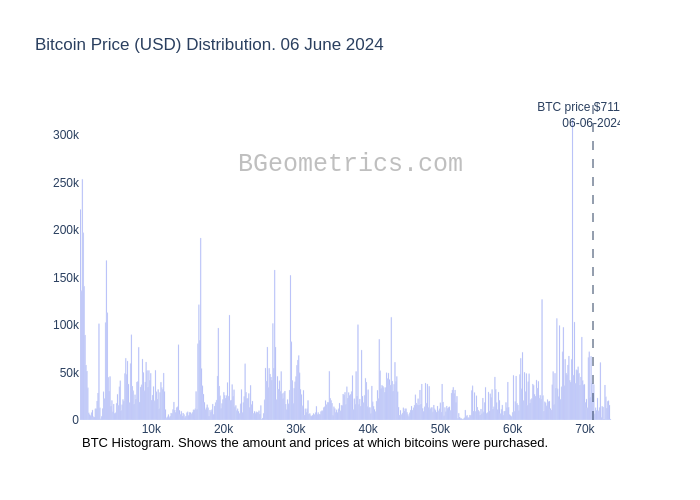 Bitcoin Price (USD) Distribution. 06 June 2024
BTC price $711
06-06-2024
300k
BGeometrics.com
250k
200k
150k
100k
50k
0
10k 20k 30k 40k 50k 60k 70k
BTC Histogram. Shows the amount and prices at which bitcoins were purchased.